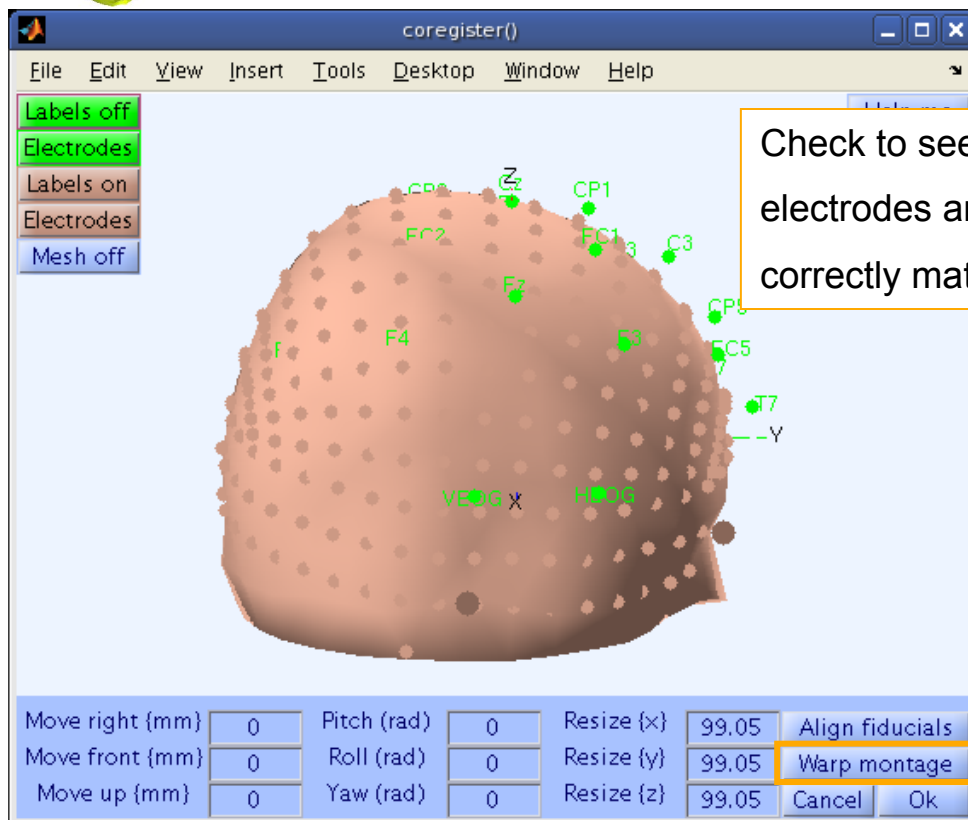 coregister()
File Edit View Insert Tools Desktop Window Help
Labels off
Electrodes
Labels on
Electrodes
Mesh off
Check to see
electrodes
correctly
Z
Cz
CP1
FC2
FC1
C3
Fz
CP5
F4
F3
FC5
T7
Y
VEOG
X
HEOG
Move right {mm} 0 Pitch (rad) 0 Resize {x} 99.05 Align fiducials
Move front {mm} 0 Roll (rad) 0 Resize {y} 99.05 Warp montage
Move up {mm} 0 Yaw (rad) 0 Resize {z} 99.05 Cancel Ok